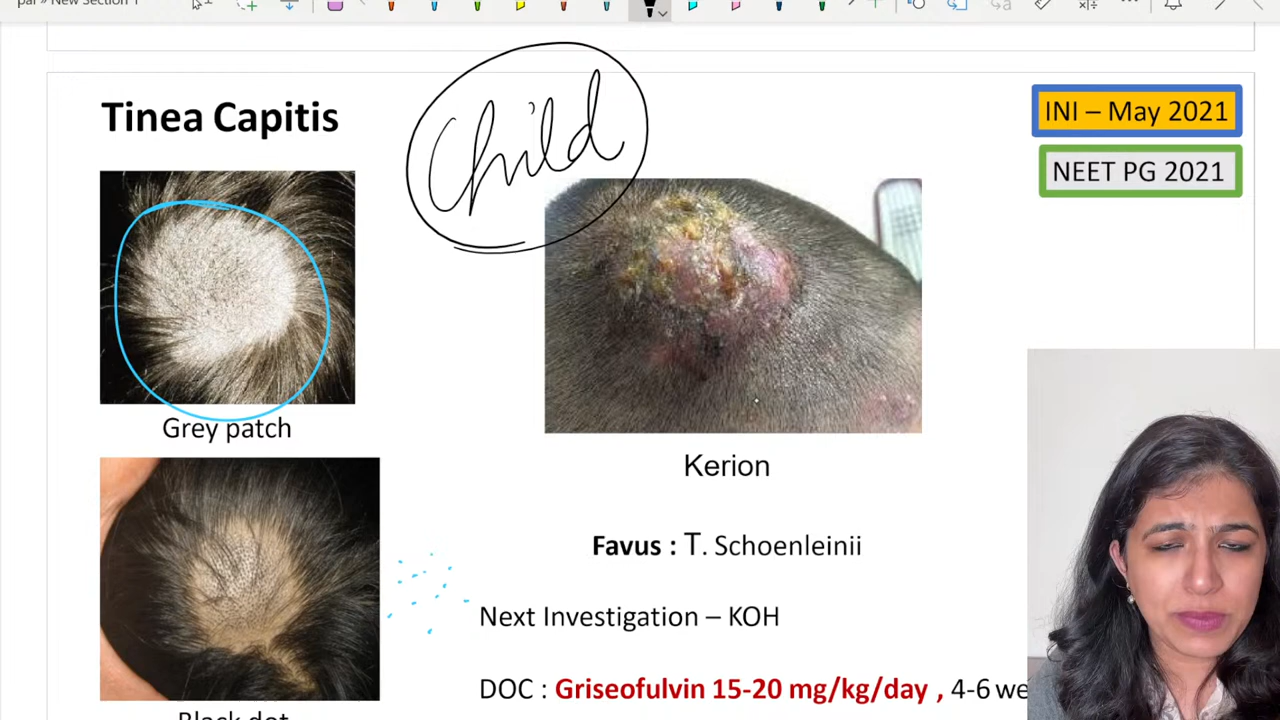 Tinea Capitis
Child
INI – May 2021
NEET PG 2021
Grey patch
Kerion
Favus : T. Schoenleinii
Next Investigation – KOH
DOC : Griseofulvin 15-20 mg/kg/day , 4-6 we
Black dot